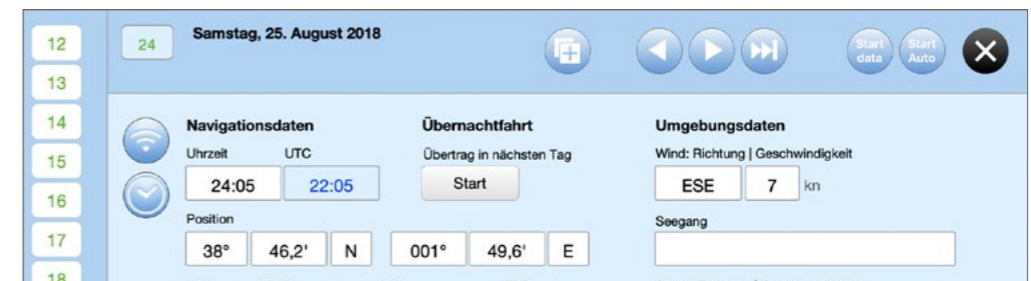 12
13
14
15
16
17
18
24
Samstag, 25. August 2018
Start data
Start Auto
Navigationsdaten
Uhrzeit UTC
24:05 22:05
Position
38° 46,2' N 001° 49,6' E
Übernachtfahrt
Übertrag in nächsten Tag
Start
Umgebungsdaten
Wind: Richtung | Geschwindigkeit
ESE 7 kn
Seegang